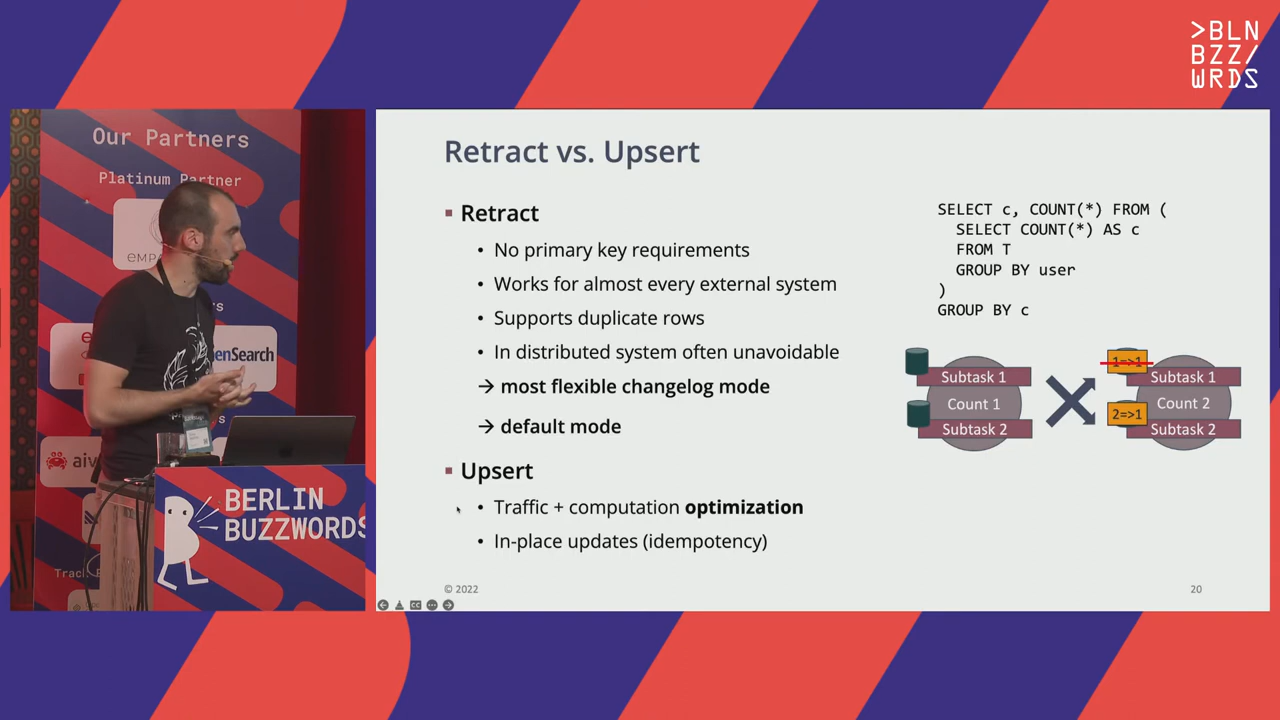 >BLN
BZZ/
WRDS
Our Partners
Platinum Partner
EMPA
enSearch
aiv
BERLIN
BUZZWORDS
Retract vs. Upsert
▪ Retract
• No primary key requirements
• Works for almost every external system
• Supports duplicate rows
• In distributed system often unavoidable
→ most flexible changelog mode
→ default mode
▪ Upsert
• Traffic + computation optimization
• In-place updates (idempotency)
SELECT c, COUNT(*) FROM (
SELECT COUNT(*) AS c
FROM T
GROUP BY user
)
GROUP BY c
Subtask 1
Count 1
Subtask 2
1=>1
Subtask 1
Count 2
2=>1
Subtask 2
© 2022
20